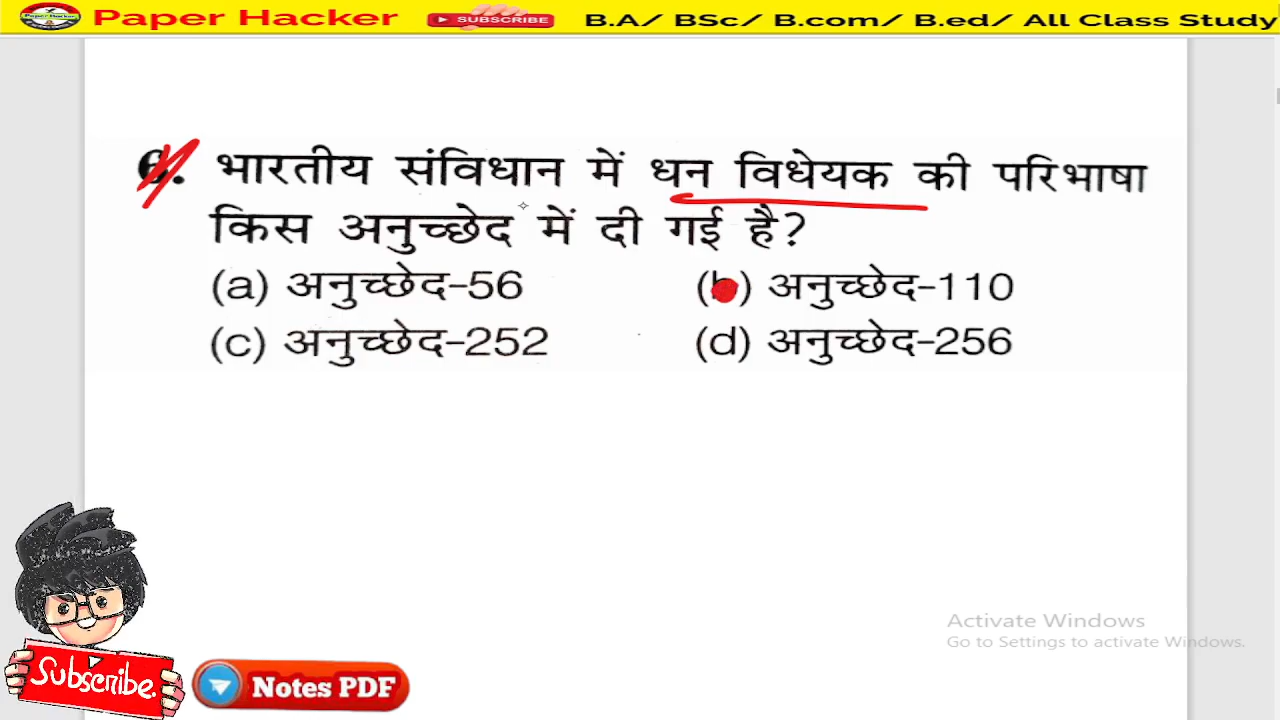 Paper Hacker SUBSCRIBE B.A/ BSc/ B.com/ B.ed/ All Class Study
6. भारतीय संविधान में धन विधेयक की परिभाषा
किस अनुच्छेद में दी गई है?
(a) अनुच्छेद-56 (b) अनुच्छेद-110
(c) अनुच्छेद-252 (d) अनुच्छेद-256
Activate Windows
Go to Settings to activate Windows.
Subscribe.
Notes PDF